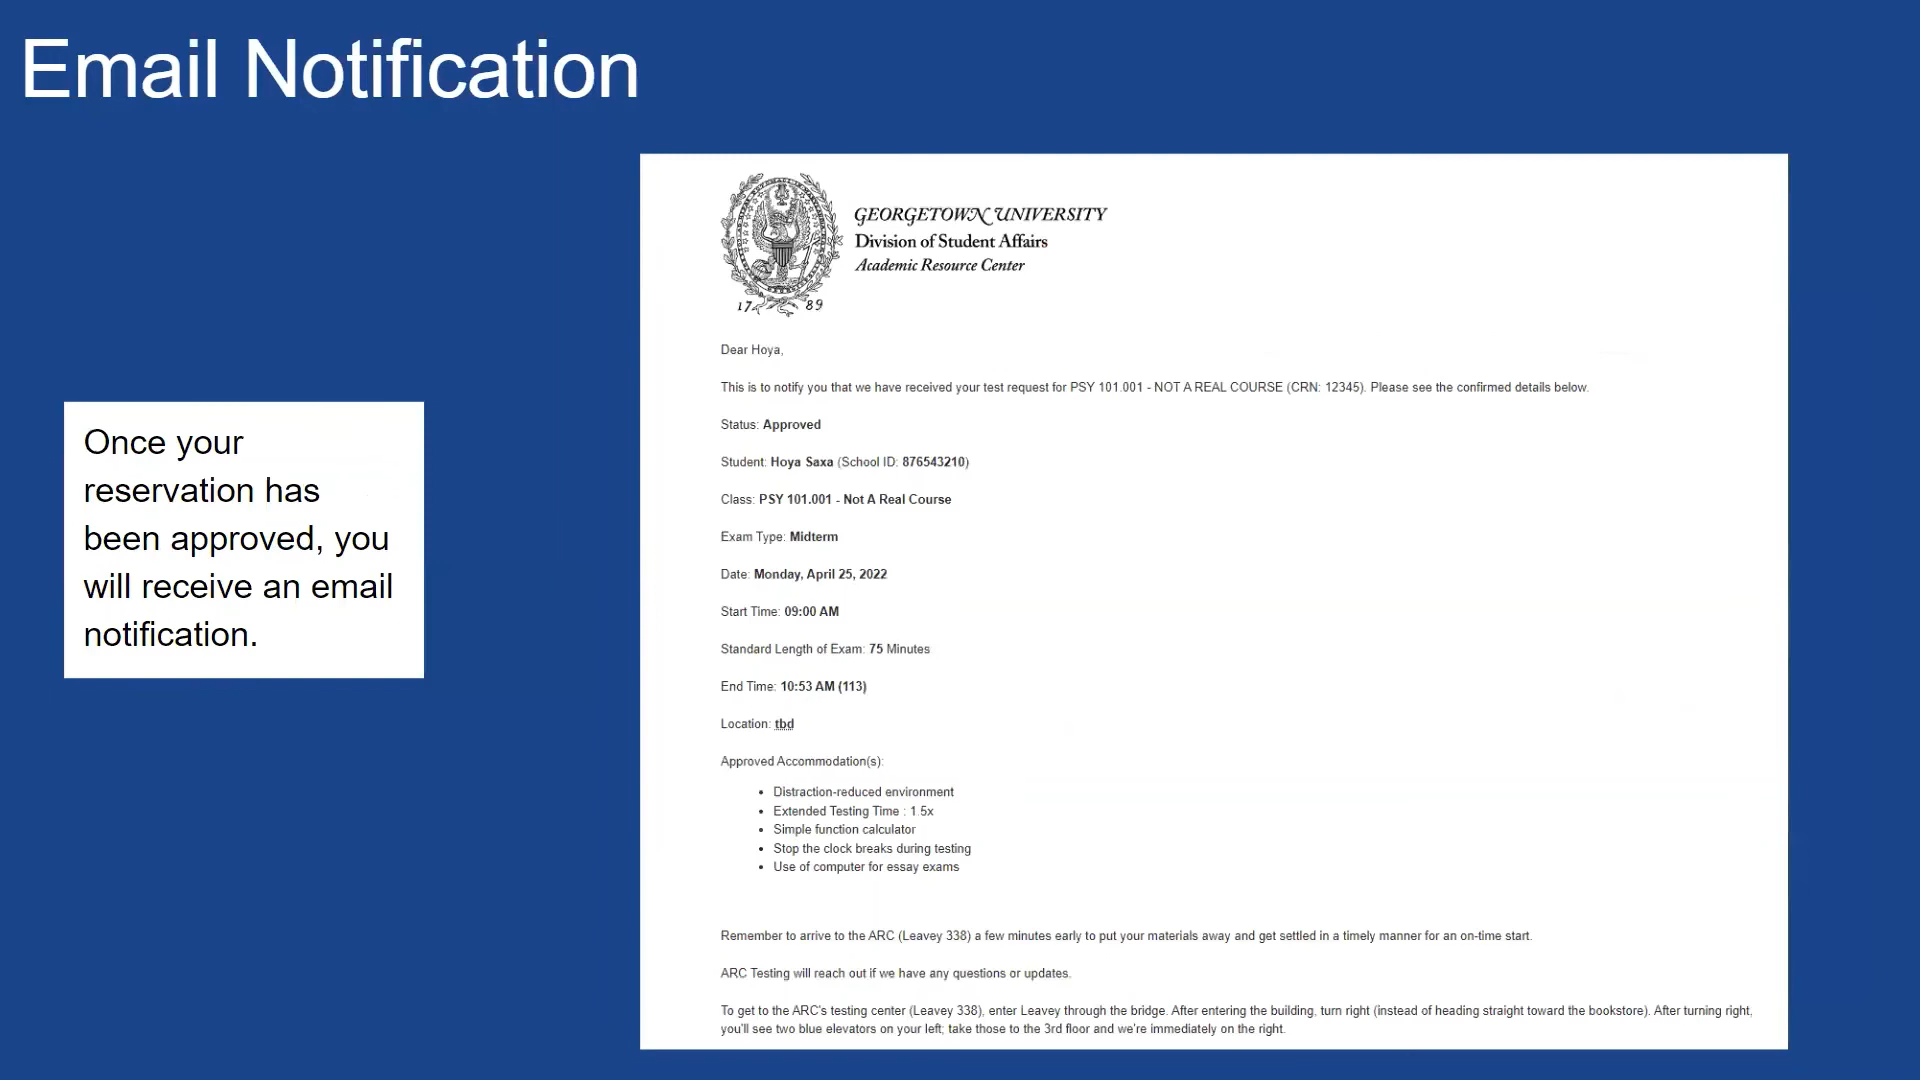 Email Notification
GEORGETOWN UNIVERSITY
Division of Student Affairs
Academic Resource Center
17 89
Dear Hoya,
This is to notify you that we have received your test request for PSY 101.001 - NOT A REAL COURSE (CRN: 12345). Please see the confirmed details below.
Status: Approved
Student: Hoya Saxa (School ID: 876543210)
Class: PSY 101.001 - Not A Real Course
Exam Type: Midterm
Date: Monday, April 25, 2022
Start Time: 09:00 AM
Standard Length of Exam: 75 Minutes
End Time: 10:53 AM (113)
Location: tbd
Approved Accommodation(s):
• Distraction-reduced environment
• Extended Testing Time : 1.5x
• Simple function calculator
• Stop the clock breaks during testing
• Use of computer for essay exams
Remember to arrive to the ARC (Leavey 338) a few minutes early to put your materials away and get settled in a timely manner for an on-time start.
ARC Testing will reach out if we have any questions or updates.
To get to the ARC's testing center (Leavey 338), enter Leavey through the bridge. After entering the building, turn right (instead of heading straight toward the bookstore). After turning right,
you'll see two blue elevators on your left; take those to the 3rd floor and we're immediately on the right.
Once your
reservation has
been approved, you
will receive an email
notification.